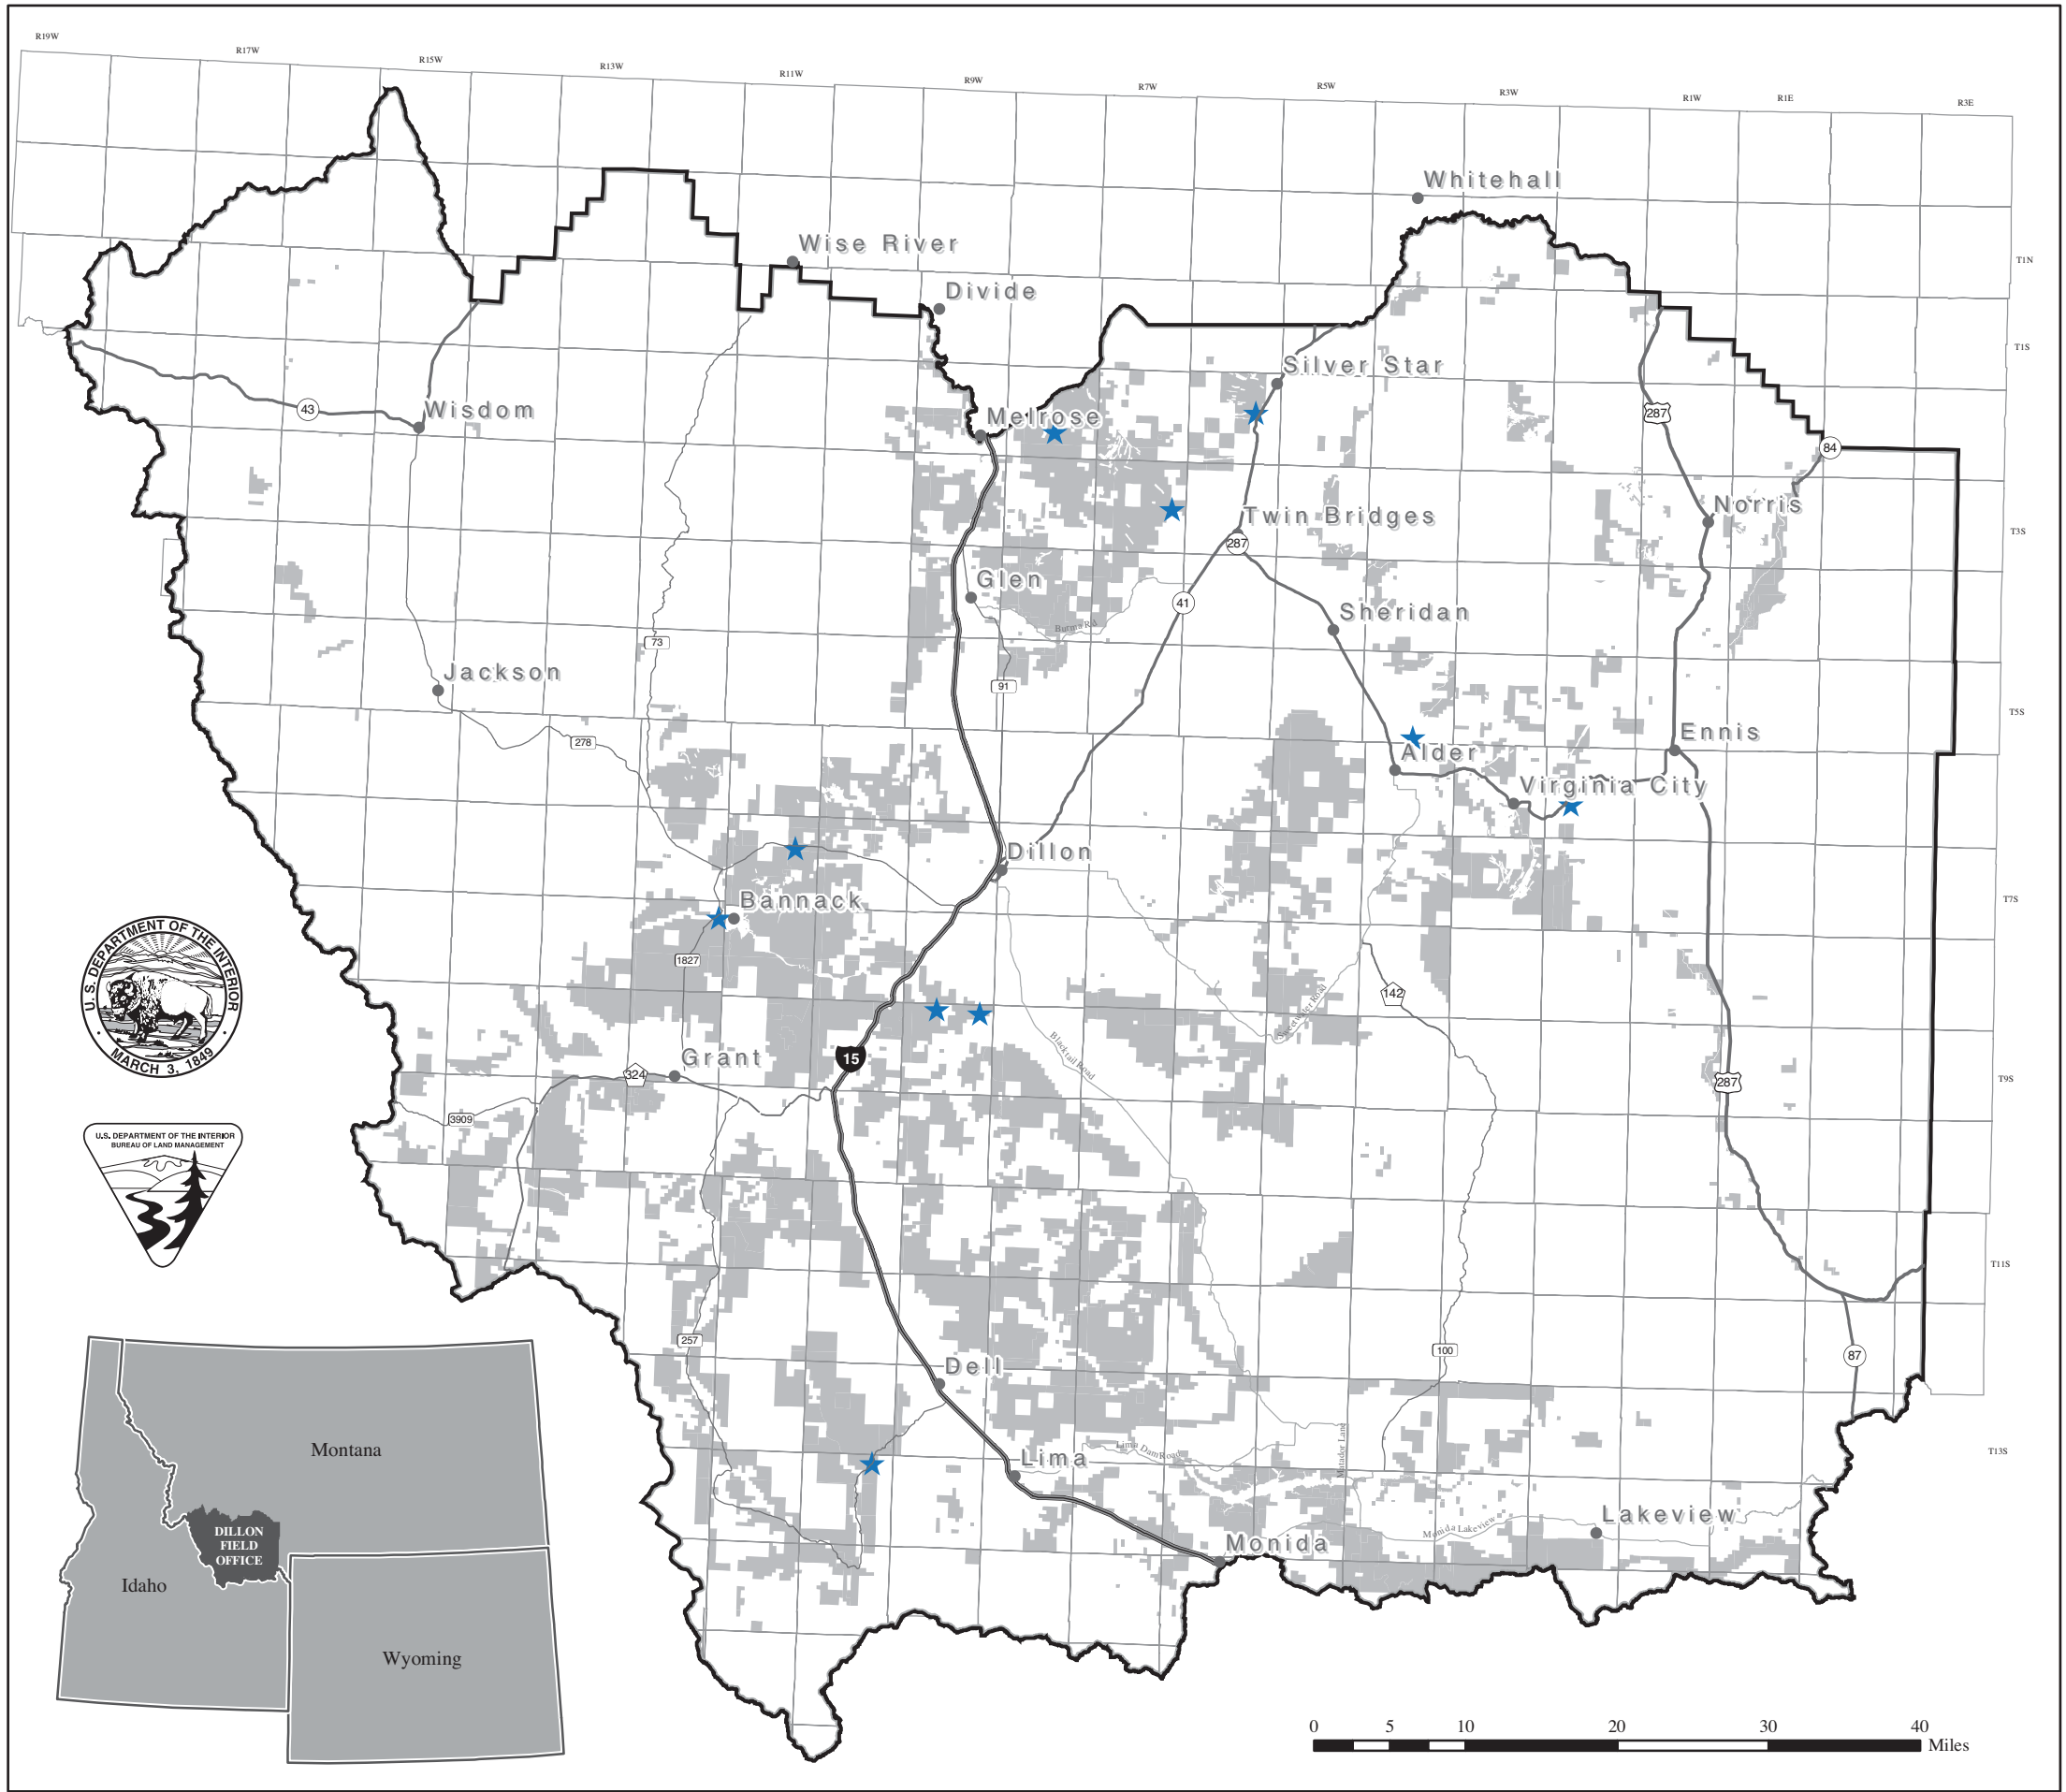 R19W
R17W
R15W
R13W
R11W
R9W
R7W
R5W
R3W
R1W
R1E
R3E
Whitehall
Wise River
T1N
Divide
T1S
Silver Star
43
Wisdom
Melrose
287
84
Norris
Twin Bridges
T3S
287
Glen
41
Sheridan
Burma Rd
73
Jackson
91
T5S
278
Ennis
Alder
Virginia City
Dillon
Bannack
T7S
U. S. DEPARTMENT OF THE INTERIOR
MARCH 3, 1849
1827
142
Sweetwater Road
Blacktail Road
15
Grant
324
287
T9S
3909
U.S. DEPARTMENT OF THE INTERIOR
BUREAU OF LAND MANAGEMENT
T11S
257
100
87
Dell
Montana
Lima
Lima Dam Road
Matador Lane
T13S
Lakeview
Monida Lakeview
Monida
DILLON
FIELD
OFFICE
Idaho
Wyoming
0 5 10 20 30 40
Miles